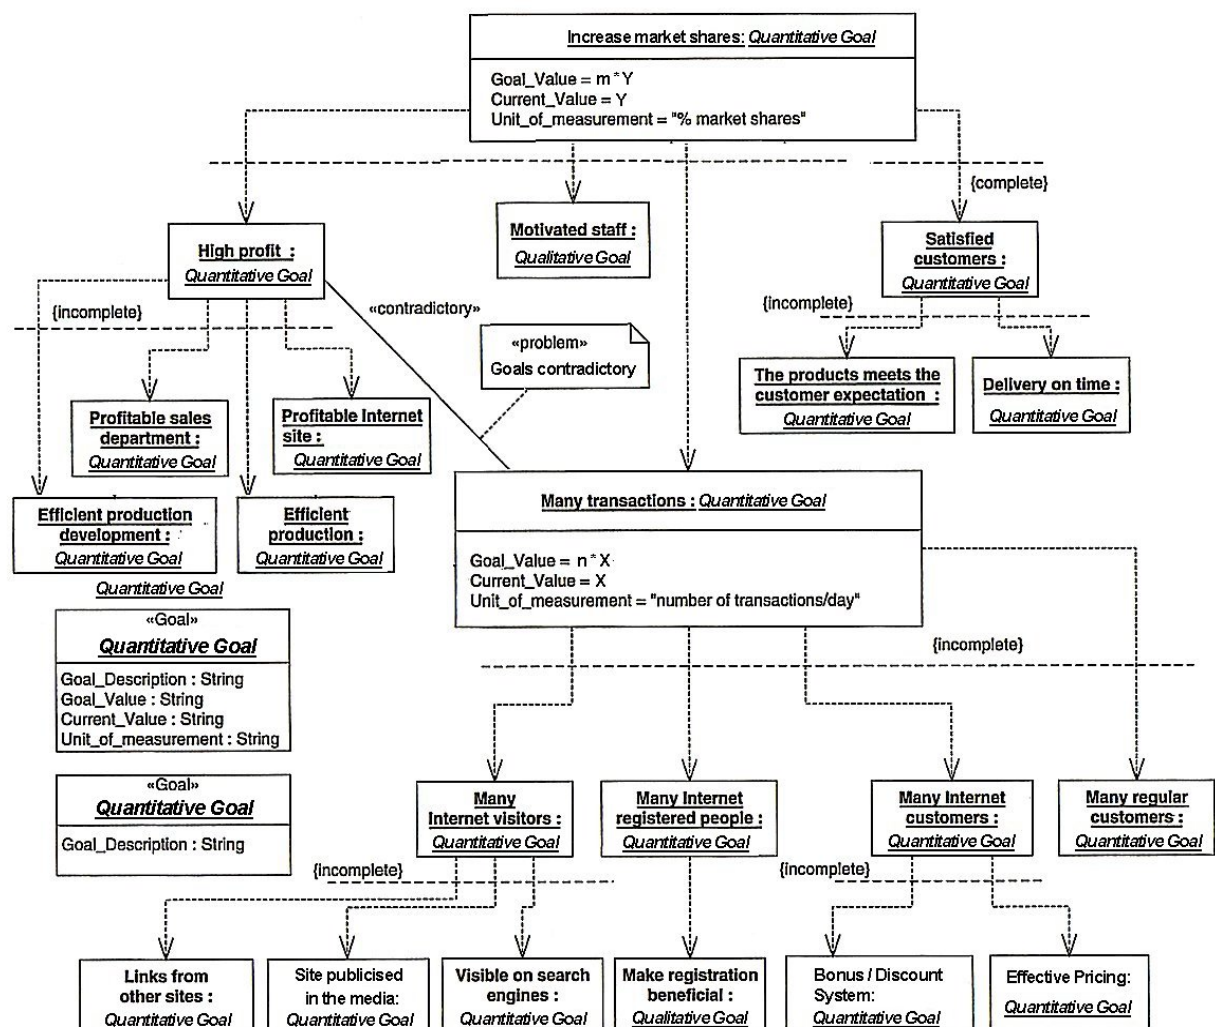 Increase market shares: Quantitative Goal
Goal_Value = m*Y
Current_Value = Y
Unit_of_measurement = "% market shares"
{complete}
High profit :
Quantitative Goal
Motivated staff :
Qualitative Goal
Satisfied
customers :
Quantitative Goal
{incomplete}
«contradictory»
{incomplete}
«problem»
Goals contradictory
The products meets the
customer expectation :
Quantitative Goal
Delivery on time :
Quantitative Goal
Profitable sales
department :
Quantitative Goal
Profitable Internet
site :
Quantitative Goal
Efficient production
development :
Quantitative Goal
Efficient
production :
Quantitative Goal
Quantitative Goal
Many transactions : Quantitative Goal
Goal_Value = n*X
Current_Value = X
Unit_of_measurement = "number of transactions/day"
{incomplete}
«Goal»
Quantitative Goal
Goal_Description : String
Goal_Value : String
Current_Value : String
Unit_of_measurement : String
«Goal»
Quantitative Goal
Goal_Description : String
Many
Internet visitors :
Quantitative Goal
Many Internet
registered people :
Quantitative Goal
Many Internet
customers :
Quantitative Goal
Many regular
customers :
Quantitative Goal
{incomplete}
{incomplete}
Links from
other sites :
Quantitative Goal
Site publicised
in the media:
Quantitative Goal
Visible on search
engines :
Quantitative Goal
Make registration
beneficial :
Qualitative Goal
Bonus / Discount
System:
Quantitative Goal
Effective Pricing:
Quantitative Goal